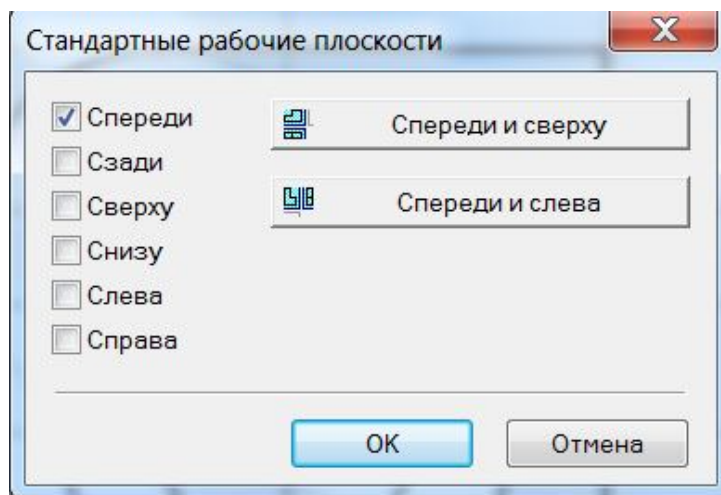 Стандартные рабочие плоскости
Спереди
Сзади
Сверху
Снизу
Слева
Справа
Спереди и сверху
Спереди и слева
OK
Отмена